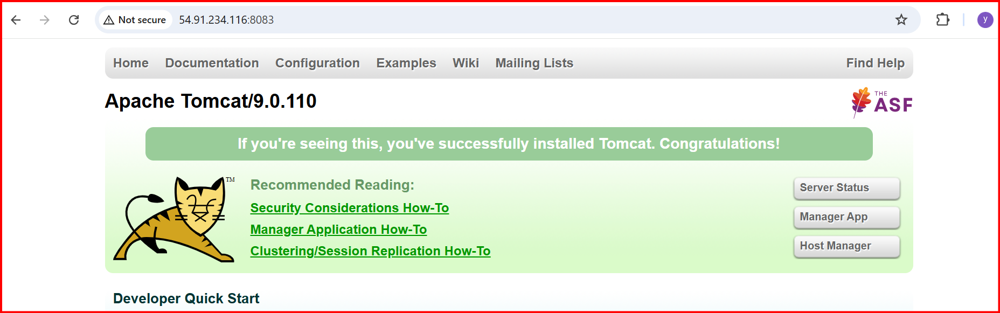 Not secure 54.91.234.116:8083
y
Home Documentation Configuration Examples Wiki Mailing Lists Find Help
Apache Tomcat/9.0.110
THE
ASF
If you're seeing this, you've successfully installed Tomcat. Congratulations!
TM
Recommended Reading:
Security Considerations How-To
Manager Application How-To
Clustering/Session Replication How-To
Server Status
Manager App
Host Manager
Developer Quick Start